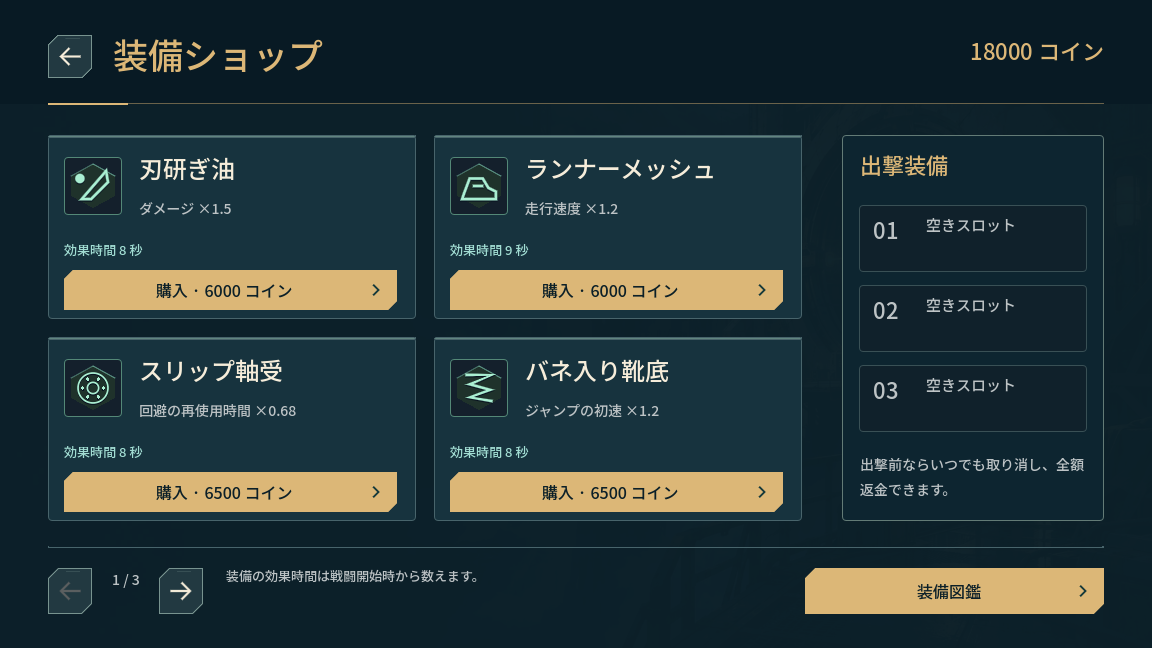 装備ショップ
18000 コイン
刃研ぎ油
ダメージ ×1.5
効果時間 8 秒
購入 · 6000 コイン
ランナーメッシュ
走行速度 ×1.2
効果時間 9 秒
購入 · 6000 コイン
スリップ軸受
回避の再使用時間 ×0.68
効果時間 8 秒
購入 · 6500 コイン
バネ入り靴底
ジャンプの初速 ×1.2
効果時間 8 秒
購入 · 6500 コイン
出撃装備
01 空きスロット
02 空きスロット
03 空きスロット
出撃前ならいつでも取り消し、全額
返金できます。
1 / 3
装備の効果時間は戦闘開始時から数えます。
装備図鑑